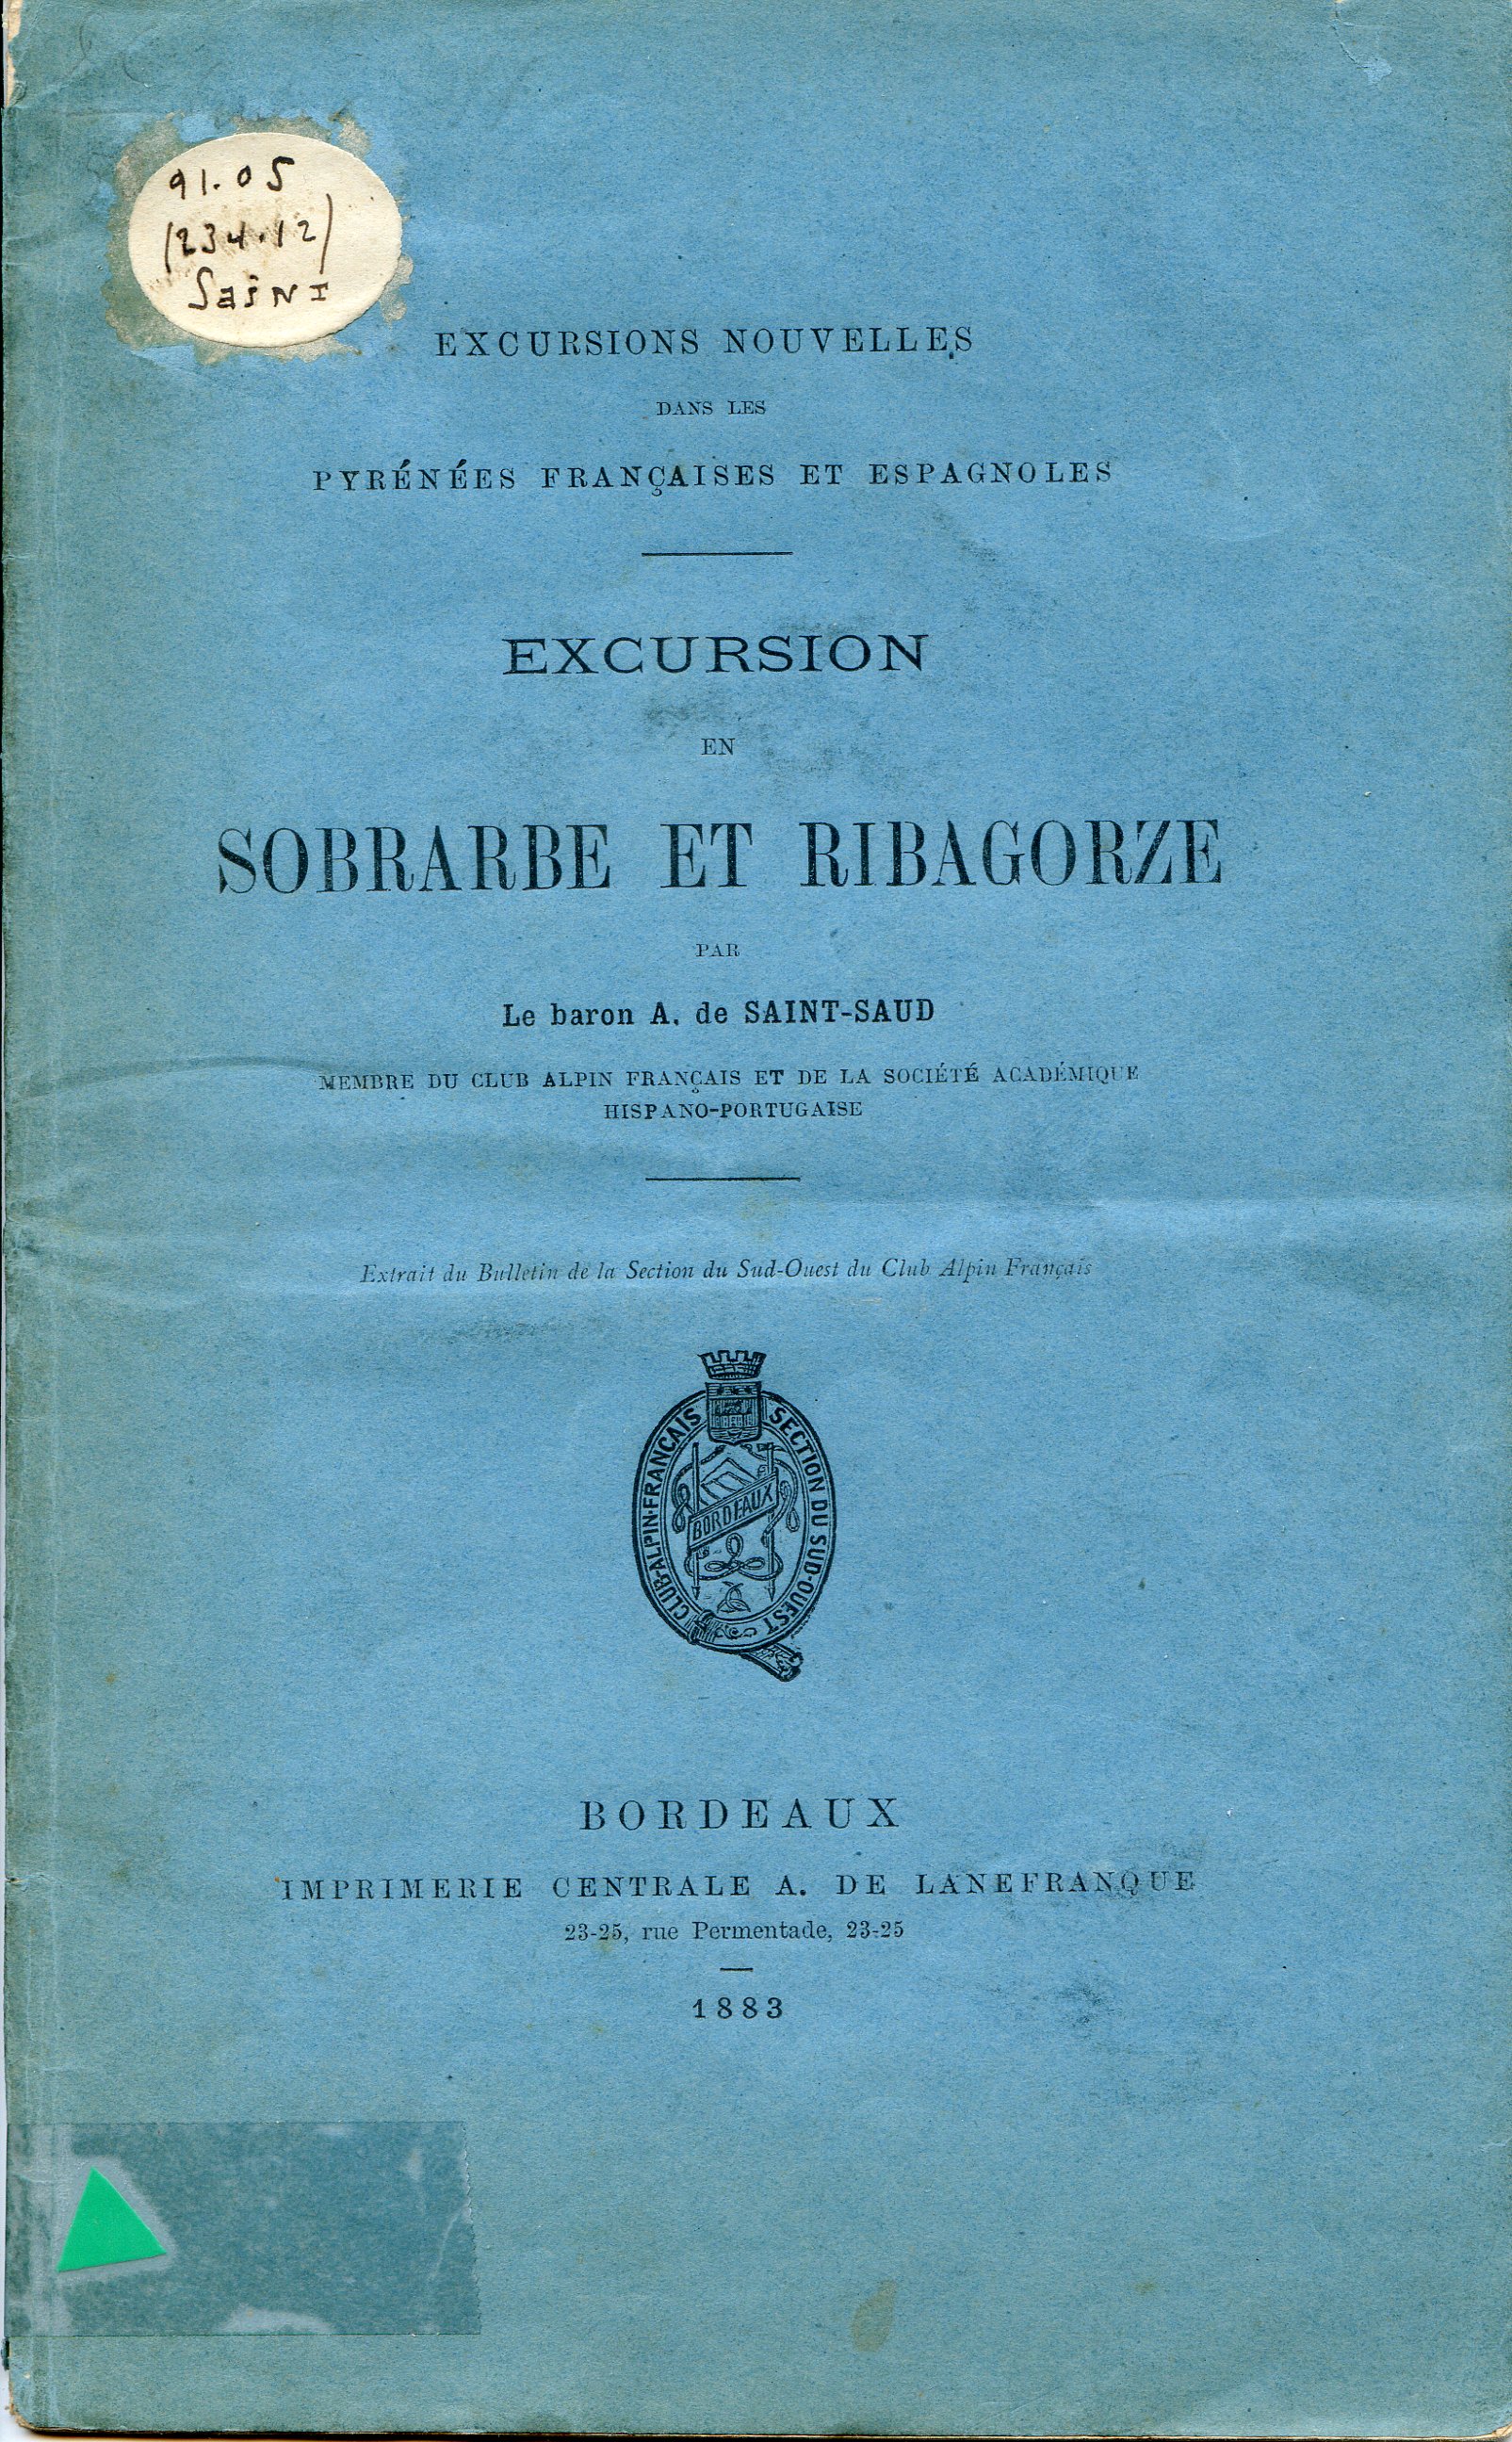 91.05
(234.12)
SaiNT
EXCURSIONS NOUVELLES
DANS LES
PYRÉNÉES FRANÇAISES ET ESPAGNOLES
EXCURSION
EN
SOBRARBE ET RIBAGORZE
PAR
Le baron A. de SAINT-SAUD
MEMBRE DU CLUB ALPIN FRANÇAIS ET DE LA SOCIÉTÉ ACADÉMIQUE
HISPANO-PORTUGAISE
Extrait du Bulletin de la Section du Sud-Ouest du Club Alpin Français
CLUB-ALPIN-FRANCAIS
SECTION DU SUD-OUEST
BORDEAUX
BORDEAUX
IMPRIMERIE CENTRALE A. DE LANEFRANQUE
23-25, rue Permentade, 23-25
1883